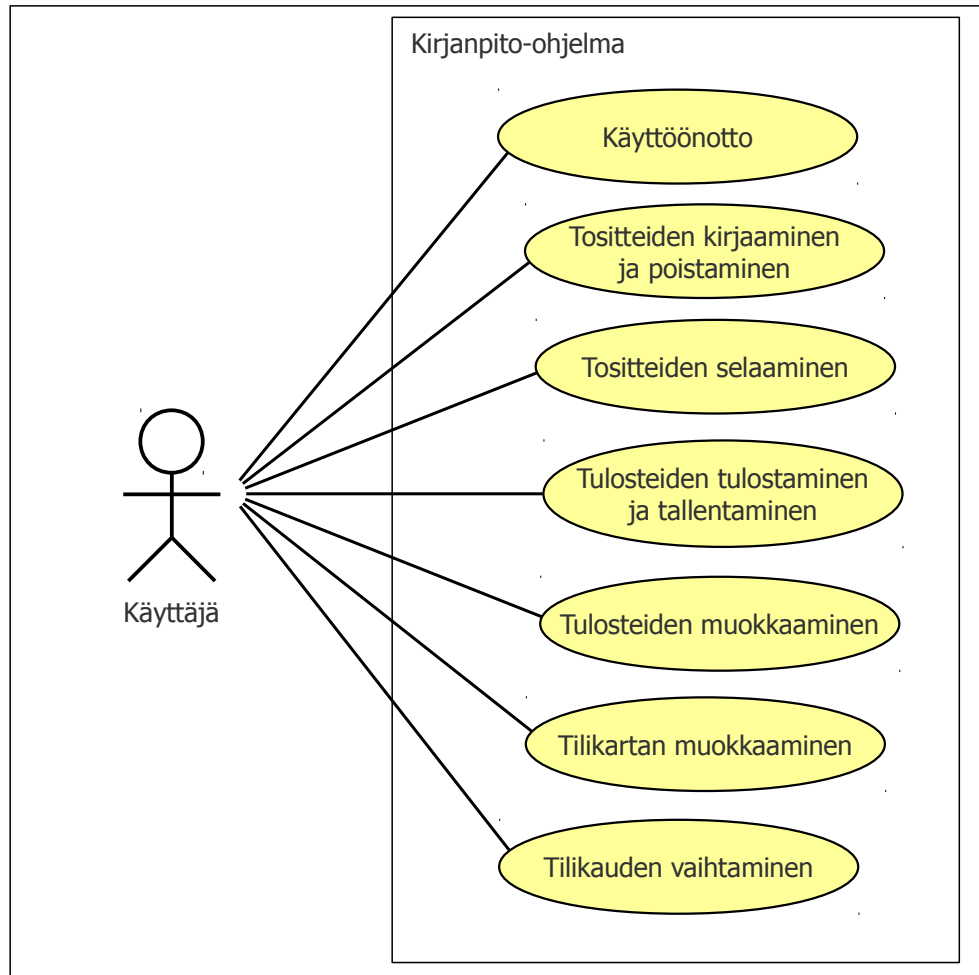 Kirjanpito-ohjelma
Käyttöönotto
Tositteiden kirjaaminen
ja poistaminen
Tositteiden selaaminen
Tulosteiden tulostaminen
ja tallentaminen
Käyttäjä
Tulosteiden muokkaaminen
Tilikartan muokkaaminen
Tilikauden vaihtaminen